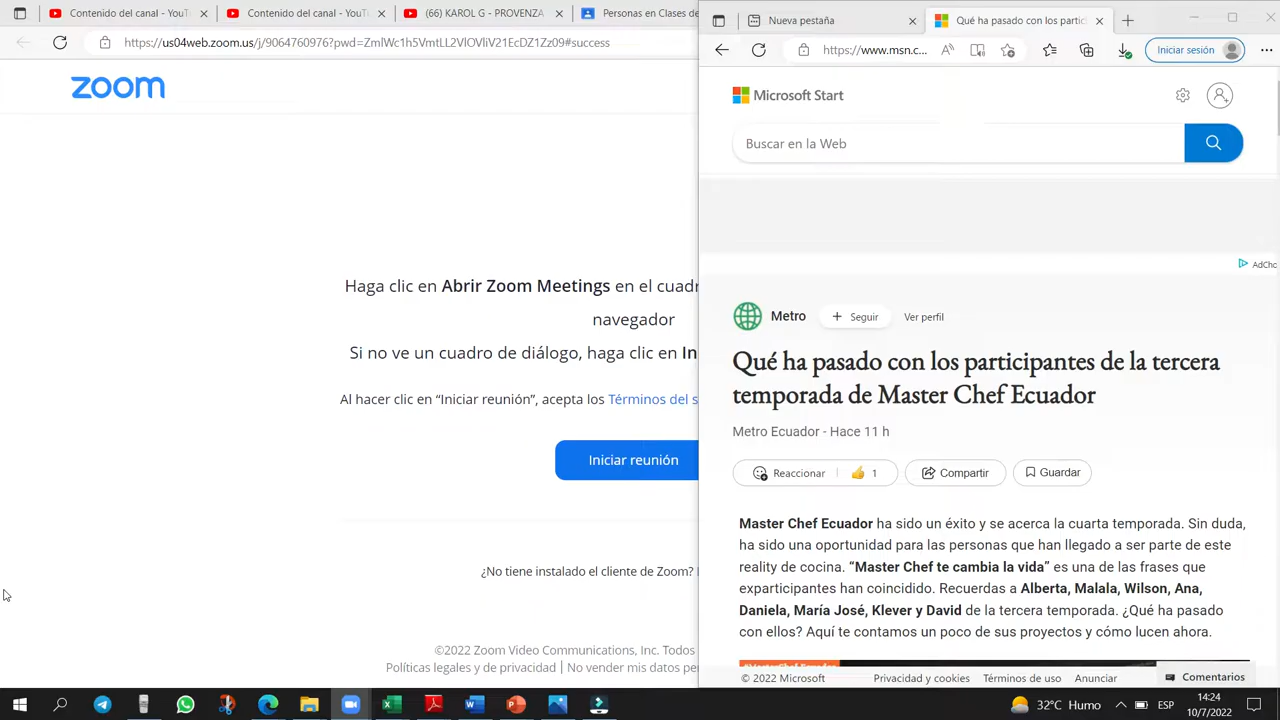 Contenido del canal - YouTu
Contenido del canal - YouTu
(66) KAROL G - PROVENZA
Personas en Clases de
https://us04web.zoom.us/j/9064760976?pwd=ZmlWc1h5VmtLL2VlOVliV21EcDZ1Zz09#success
zoom
Haga clic en Abrir Zoom Meetings en el cuadr
navegador
Si no ve un cuadro de diálogo, haga clic en In
Al hacer clic en “Iniciar reunión”, acepta los Términos del s
Iniciar reunión
¿No tiene instalado el cliente de Zoom?
©2022 Zoom Video Communications, Inc. Todos
Políticas legales y de privacidad | No vender mis datos per
Nueva pestaña
Qué ha pasado con los partici
https://www.msn.c...
Iniciar sesión
Microsoft Start
Buscar en la Web
AdCho
Metro
+ Seguir
Ver perfil
Qué ha pasado con los participantes de la tercera
temporada de Master Chef Ecuador
Metro Ecuador - Hace 11 h
Reaccionar
1
Compartir
Guardar
Master Chef Ecuador ha sido un éxito y se acerca la cuarta temporada. Sin duda,
ha sido una oportunidad para las personas que han llegado a ser parte de este
reality de cocina. “Master Chef te cambia la vida” es una de las frases que
exparticipantes han coincidido. Recuerdas a Alberta, Malala, Wilson, Ana,
Daniela, María José, Klever y David de la tercera temporada. ¿Qué ha pasado
con ellos? Aquí te contamos un poco de sus proyectos y cómo lucen ahora.
#MasterChefEcuador
© 2022 Microsoft
Privacidad y cookies
Términos de uso
Anunciar
Comentarios
32°C Humo
ESP
14:24
10/7/2022